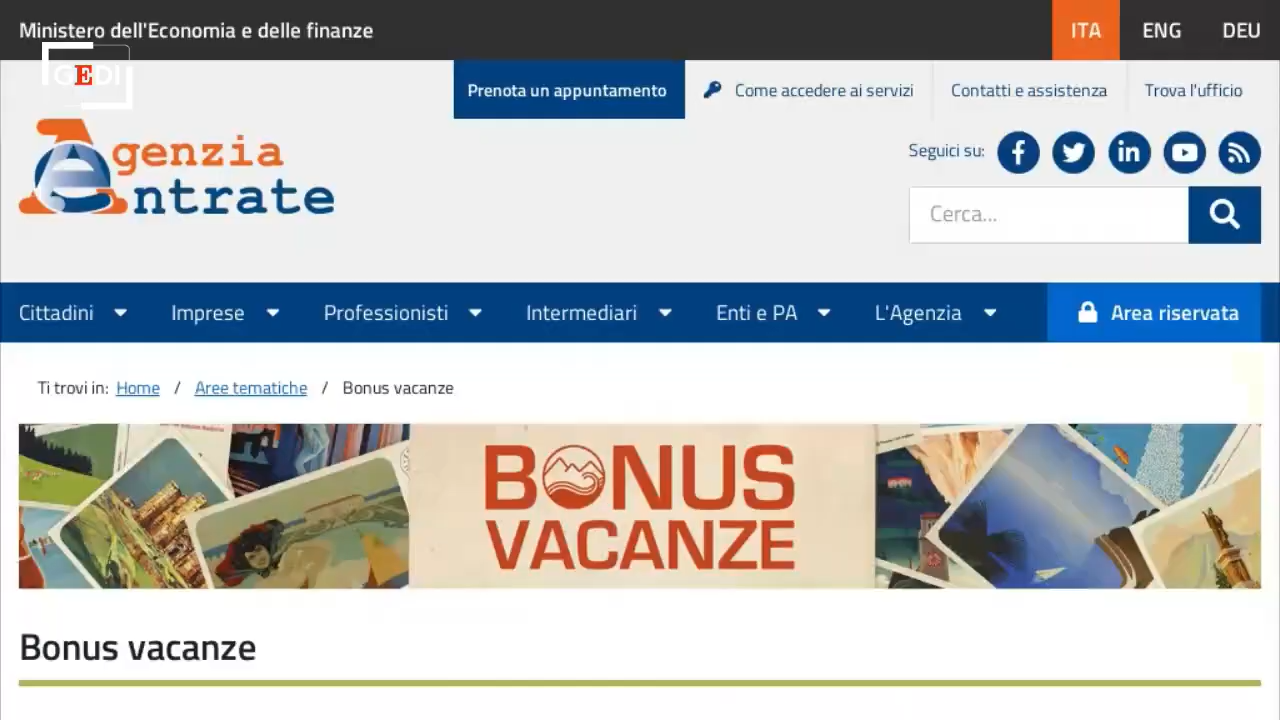 Ministero dell'Economia e delle finanze
ITA ENG DEU
GEDI
Prenota un appuntamento Come accedere ai servizi Contatti e assistenza Trova l'ufficio
Agenzia
Entrate
Seguici su:
Cerca...
Cittadini Imprese Professionisti Intermediari Enti e PA L'Agenzia Area riservata
Ti trovi in: Home / Aree tematiche / Bonus vacanze
BONUS
VACANZE
Bonus vacanze